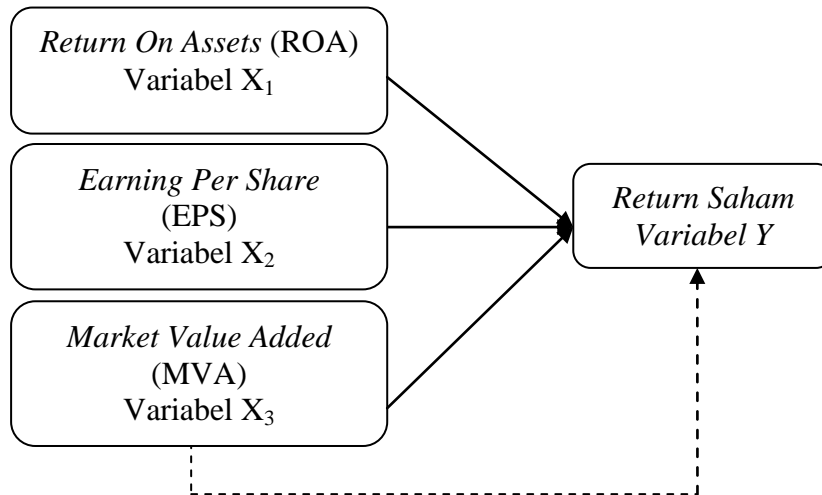 Return On Assets (ROA)
Variabel X₁
Earning Per Share
(EPS)
Variabel X₂
Market Value Added
(MVA)
Variabel X₃
Return Saham
Variabel Y